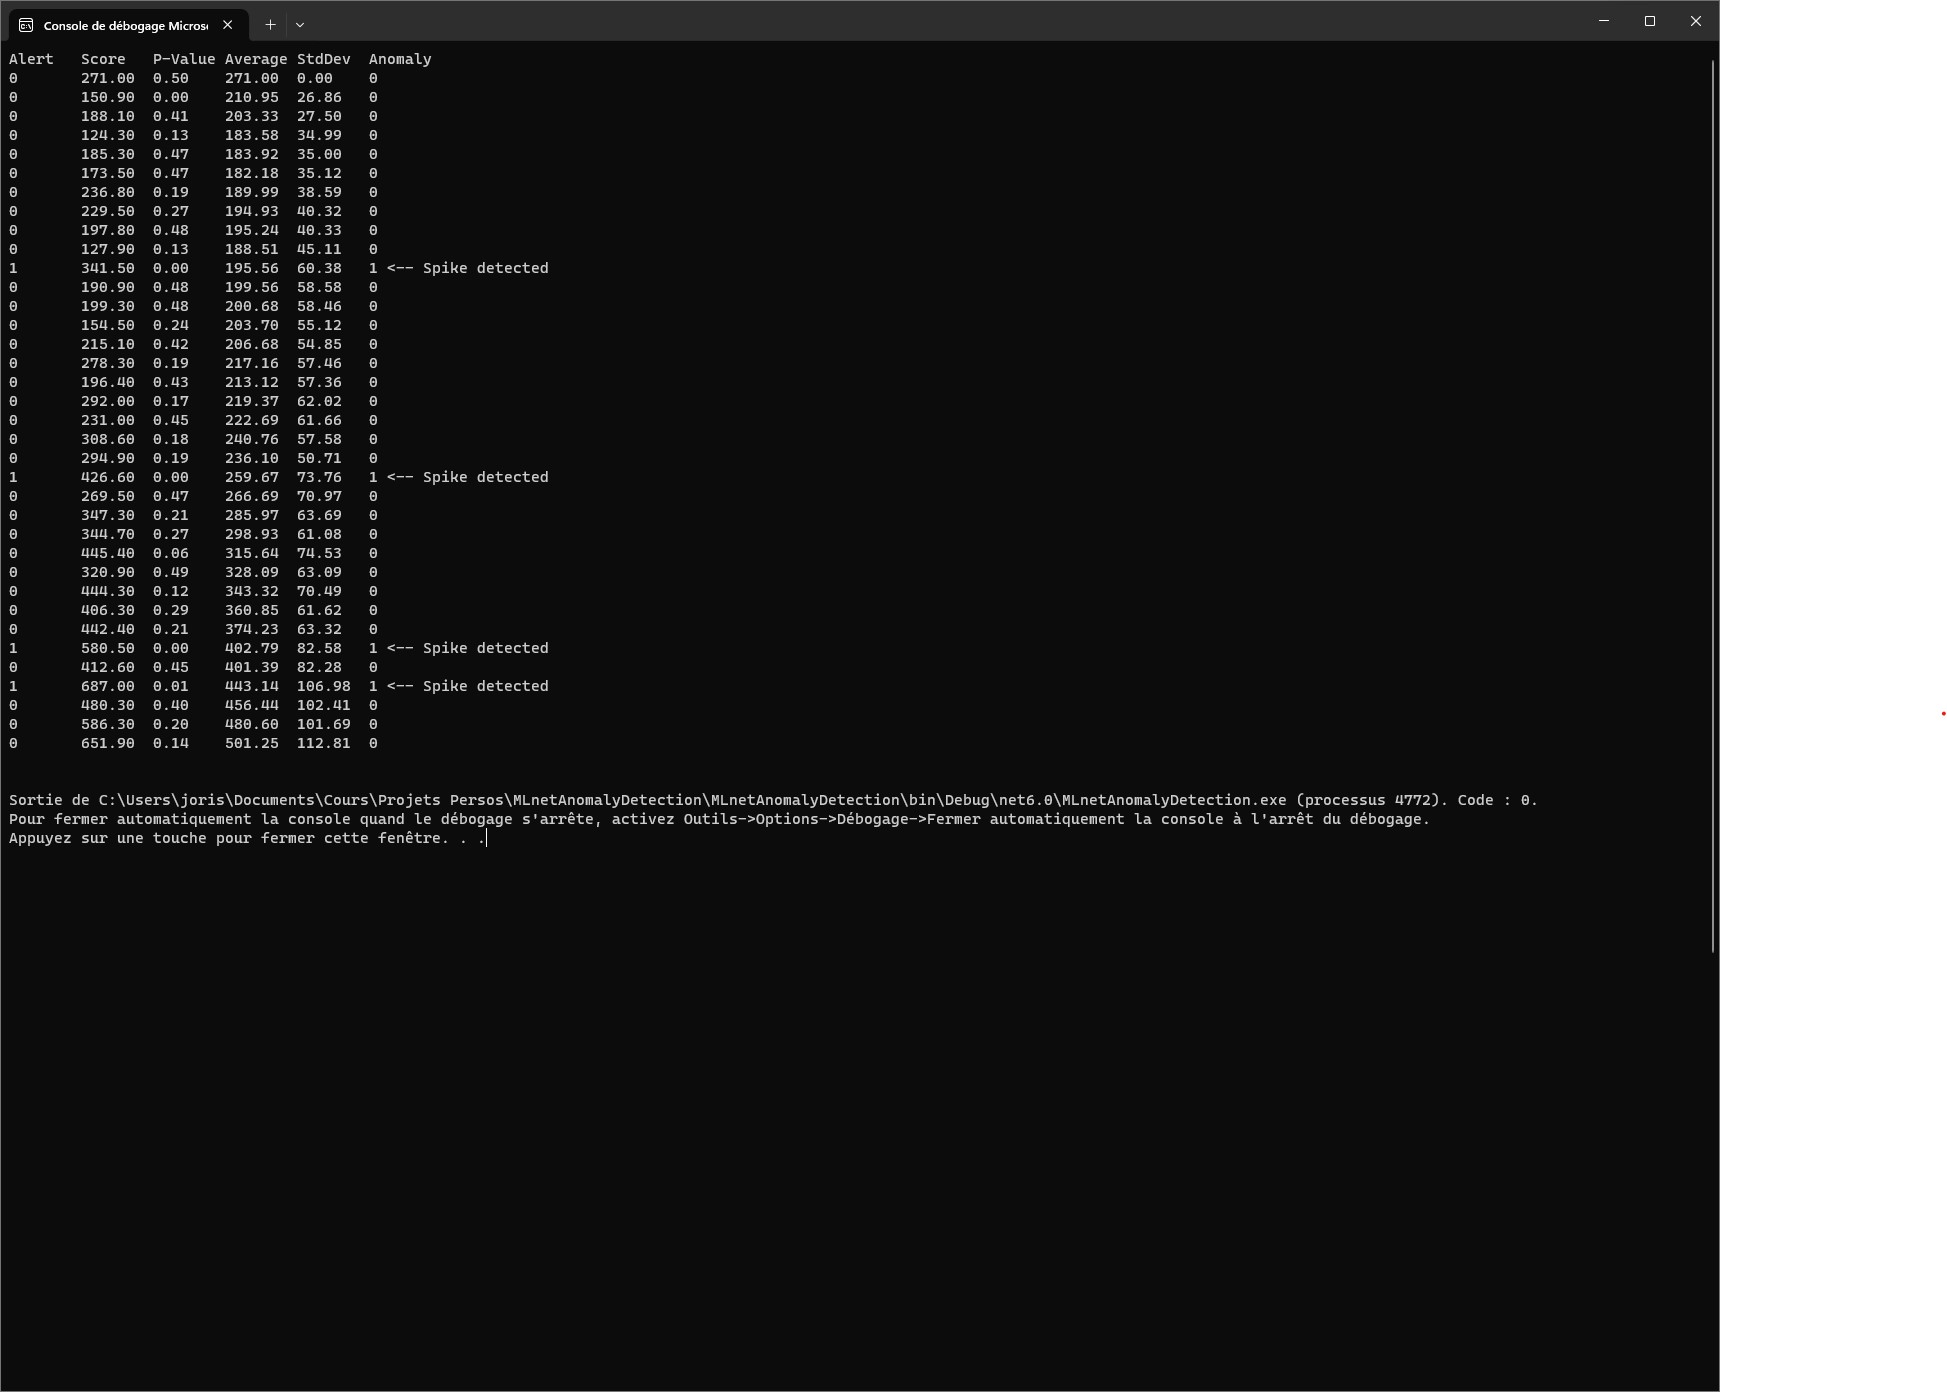 Console de débogage Micros
Alert Score P-Value Average StdDev Anomaly
0 271.00 0.50 271.00 0.00 0
0 150.90 0.00 210.95 26.86 0
0 188.10 0.41 203.33 27.50 0
0 124.30 0.13 183.58 34.99 0
0 185.30 0.47 183.92 35.00 0
0 173.50 0.47 182.18 35.12 0
0 236.80 0.19 189.99 38.59 0
0 229.50 0.27 194.93 40.32 0
0 197.80 0.48 195.24 40.33 0
0 127.90 0.13 188.51 45.11 0
1 341.50 0.00 195.56 60.38 1 <-- Spike detected
0 190.90 0.48 199.56 58.58 0
0 199.30 0.48 200.68 58.46 0
0 154.50 0.24 203.70 55.12 0
0 215.10 0.42 206.68 54.85 0
0 278.30 0.19 217.16 57.46 0
0 196.40 0.43 213.12 57.36 0
0 292.00 0.17 219.37 62.02 0
0 231.00 0.45 222.69 61.66 0
0 308.60 0.18 240.76 57.58 0
0 294.90 0.19 236.10 50.71 0
1 426.60 0.00 259.67 73.76 1 <-- Spike detected
0 269.50 0.47 266.69 70.97 0
0 347.30 0.21 285.97 63.69 0
0 344.70 0.27 298.93 61.08 0
0 445.40 0.06 315.64 74.53 0
0 320.90 0.49 328.09 63.09 0
0 444.30 0.12 343.32 70.49 0
0 406.30 0.29 360.85 61.62 0
0 442.40 0.21 374.23 63.32 0
1 580.50 0.00 402.79 82.58 1 <-- Spike detected
0 412.60 0.45 401.39 82.28 0
1 687.00 0.01 443.14 106.98 1 <-- Spike detected
0 480.30 0.40 456.44 102.41 0
0 586.30 0.20 480.60 101.69 0
0 651.90 0.14 501.25 112.81 0
Sortie de C:\Users\joris\Documents\Cours\Projets Persos\MLnetAnomalyDetection\MLnetAnomalyDetection\bin\Debug\net6.0\MLnetAnomalyDetection.exe (processus 4772). Code : 0.
Pour fermer automatiquement la console quand le débogage s'arrête, activez Outils->Options->Débogage->Fermer automatiquement la console à l'arrêt du débogage.
Appuyez sur une touche pour fermer cette fenêtre. . .